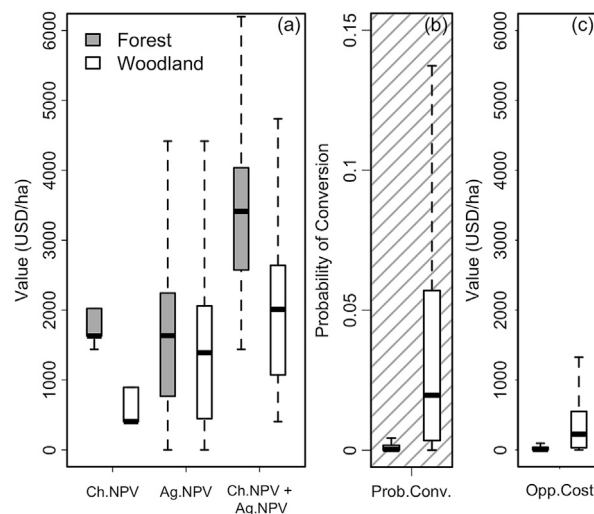 (a)
Forest
Woodland
Value (USD/ha)
6000
5000
4000
3000
2000
1000
0
Ch.NPV
Ag.NPV
Ch.NPV +
Ag.NPV
(b)
Probability of Conversion
0.15
0.1
0.05
0
Prob.Conv.
(c)
Value (USD/ha)
6000
5000
4000
3000
2000
1000
0
Opp.Cost